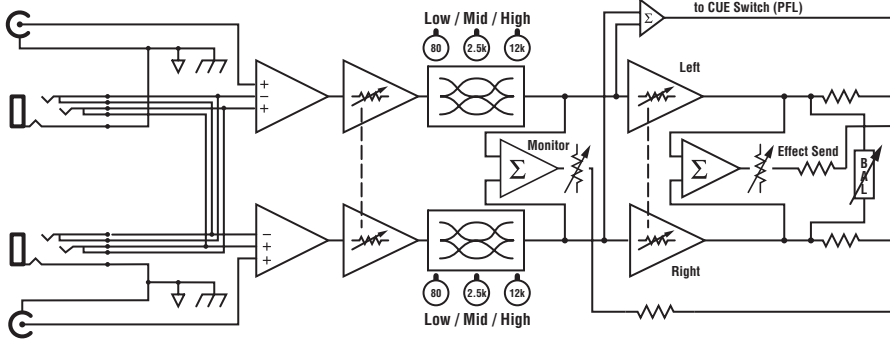 to CUE Switch (PFL)
Low / Mid / High
80 2.5k 12k
Σ
Left
+
−
+
Monitor
Σ
Σ
Effect Send
BAL
−
+
+
Right
80 2.5k 12k
Low / Mid / High